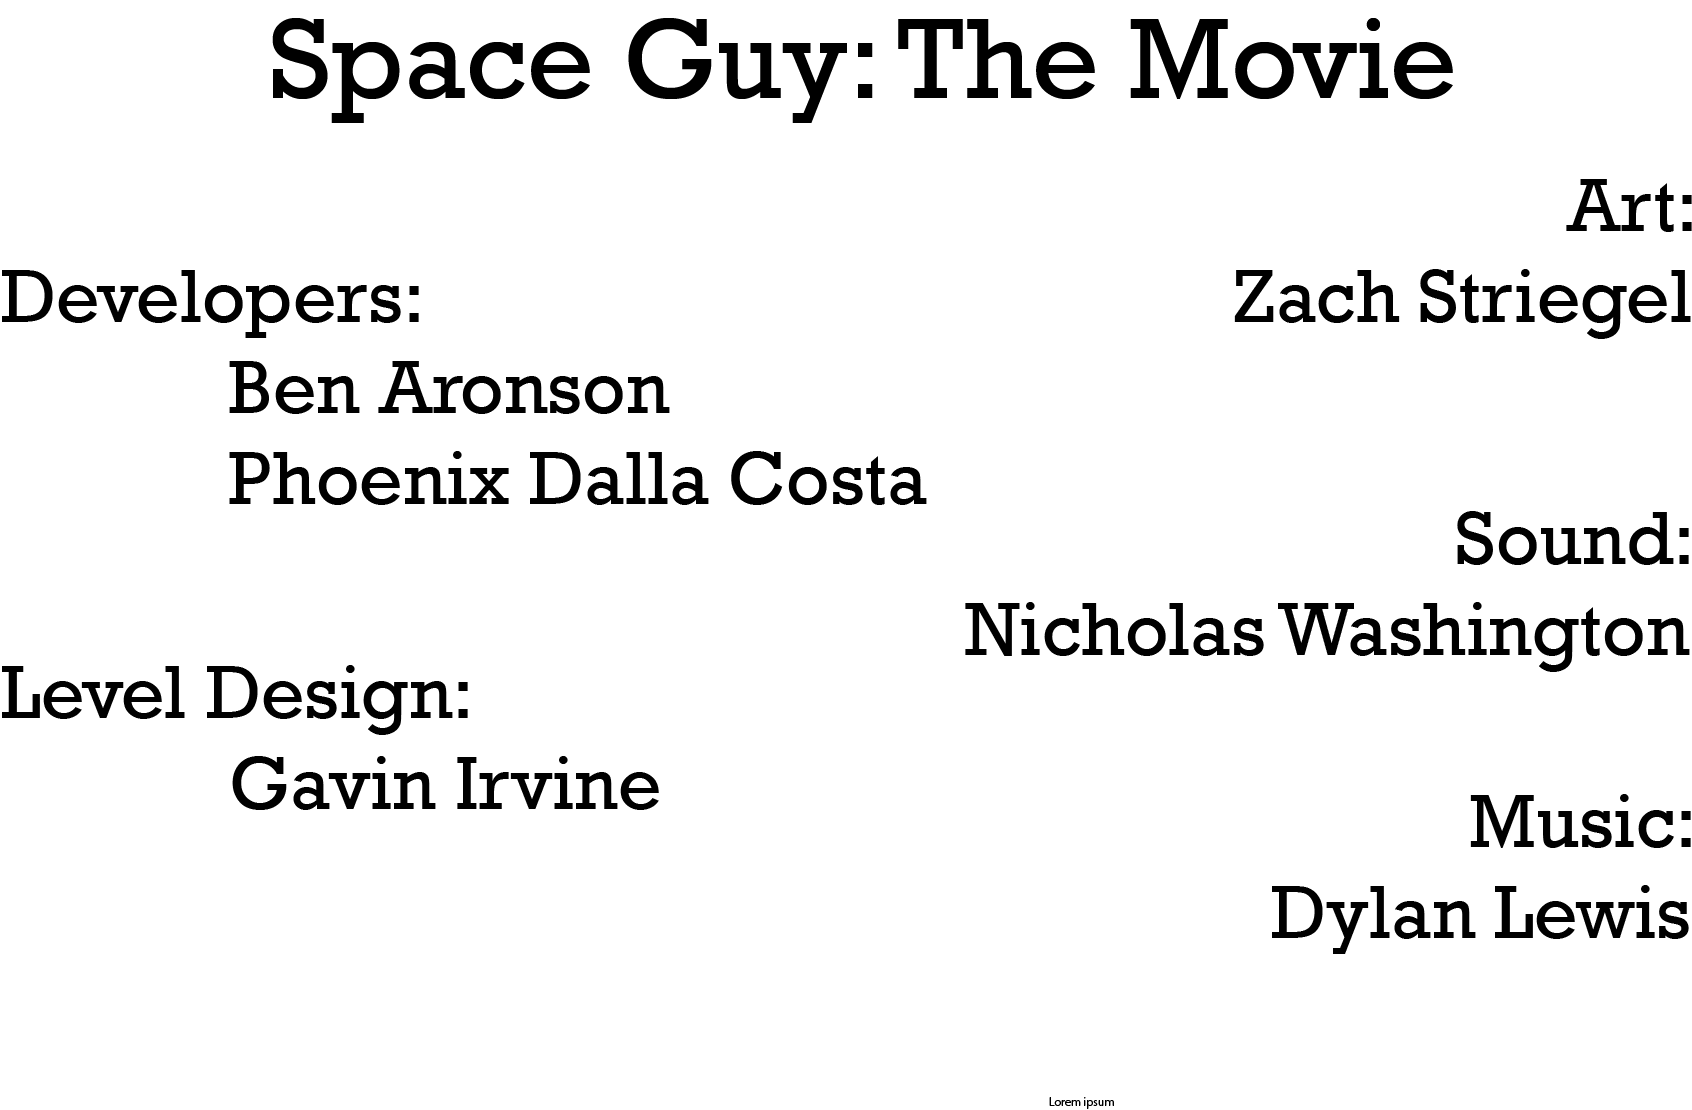 Space Guy: The Movie
Developers:
Ben Aronson
Phoenix Dalla Costa
Level Design:
Gavin Irvine
Art:
Zach Striegel
Sound:
Nicholas Washington
Music:
Dylan Lewis
Lorem ipsum